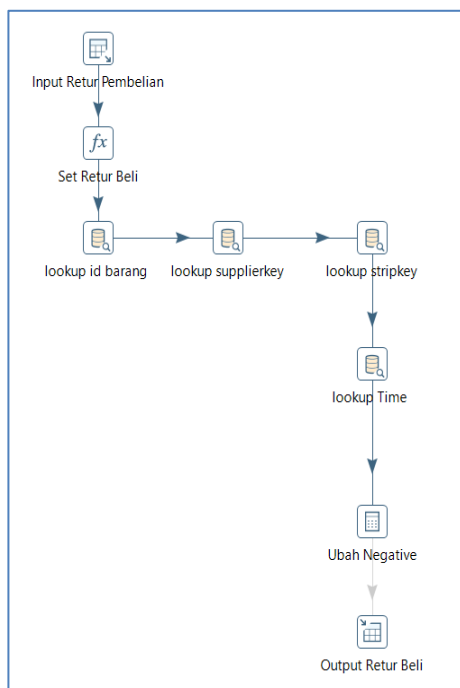 Input Retur Pembelian
fx
Set Retur Beli
lookup id barang
lookup supplierkey
lookup stripkey
lookup Time
Ubah Negative
Output Retur Beli